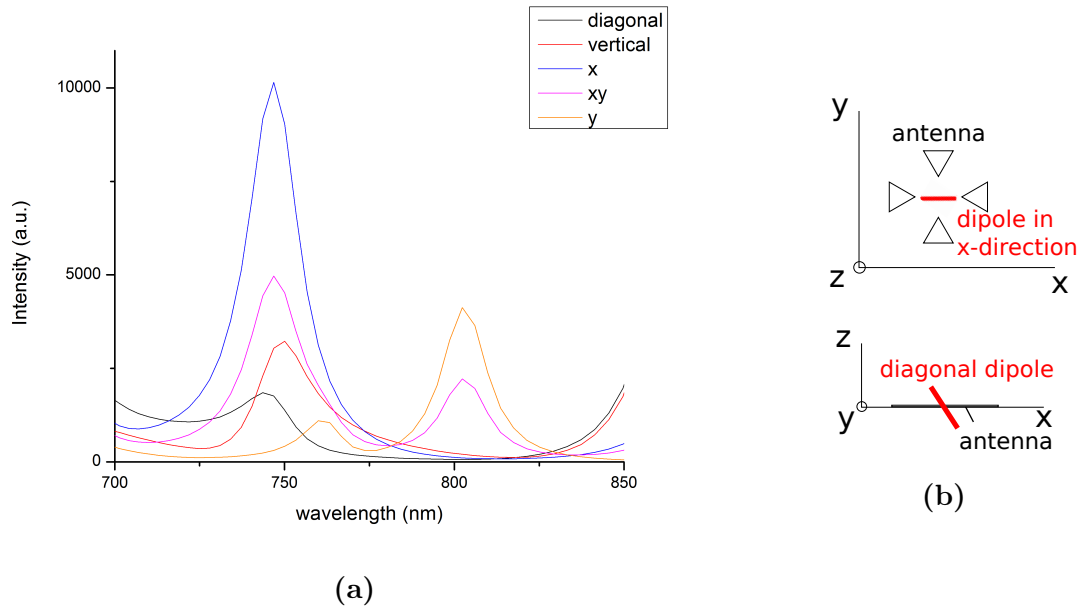 diagonal
vertical
x
xy
y
10000
5000
0
700
750
800
850
Intensity (a.u.)
wavelength (nm)
(a)
y
antenna
dipole in
x-direction
z
x
z
diagonal dipole
y
x
antenna
(b)